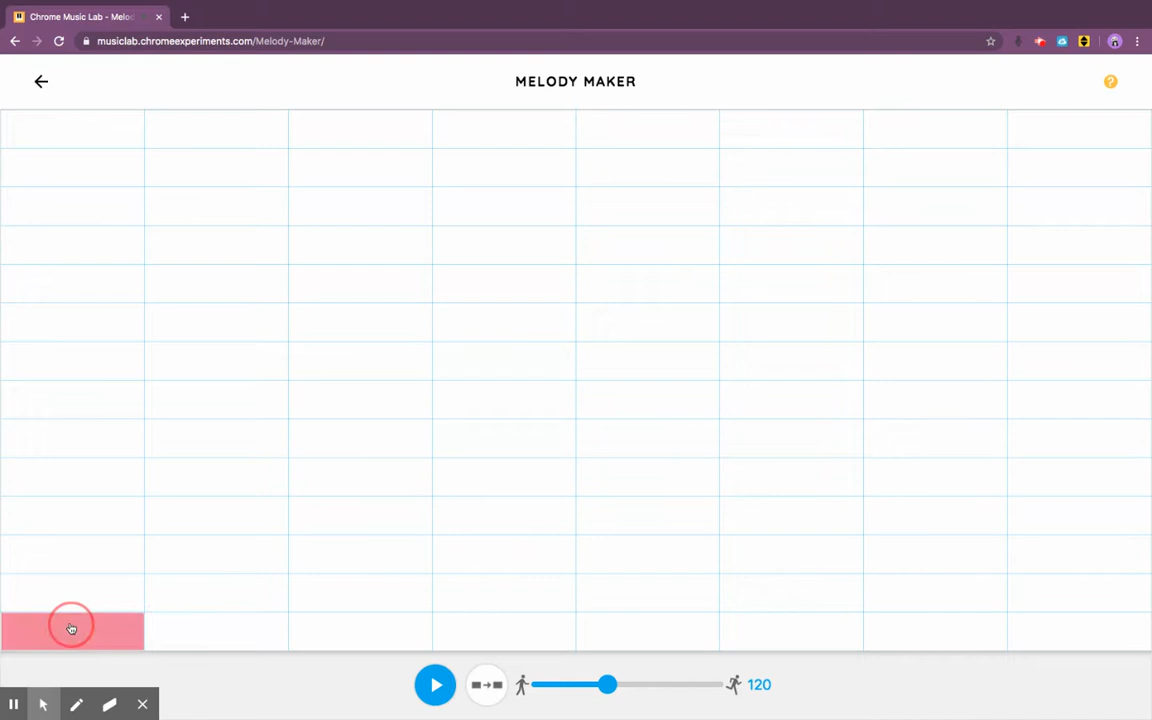 Chrome Music Lab - Melod
musiclab.chromeexperiments.com/Melody-Maker/
MELODY MAKER
?
120